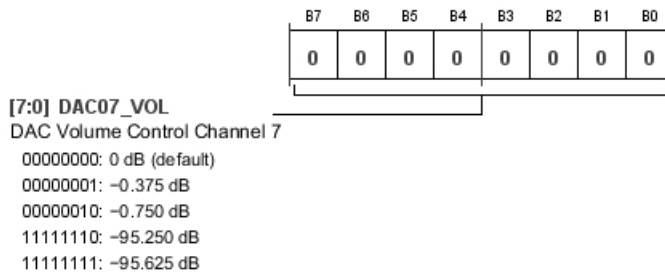 B7 B6 B5 B4 B3 B2 B1 B0
0 0 0 0 0 0 0 0
[7:0] DAC07_VOL
DAC Volume Control Channel 7
00000000: 0 dB (default)
00000001: −0.375 dB
00000010: −0.750 dB
11111110: −95.250 dB
11111111: −95.625 dB